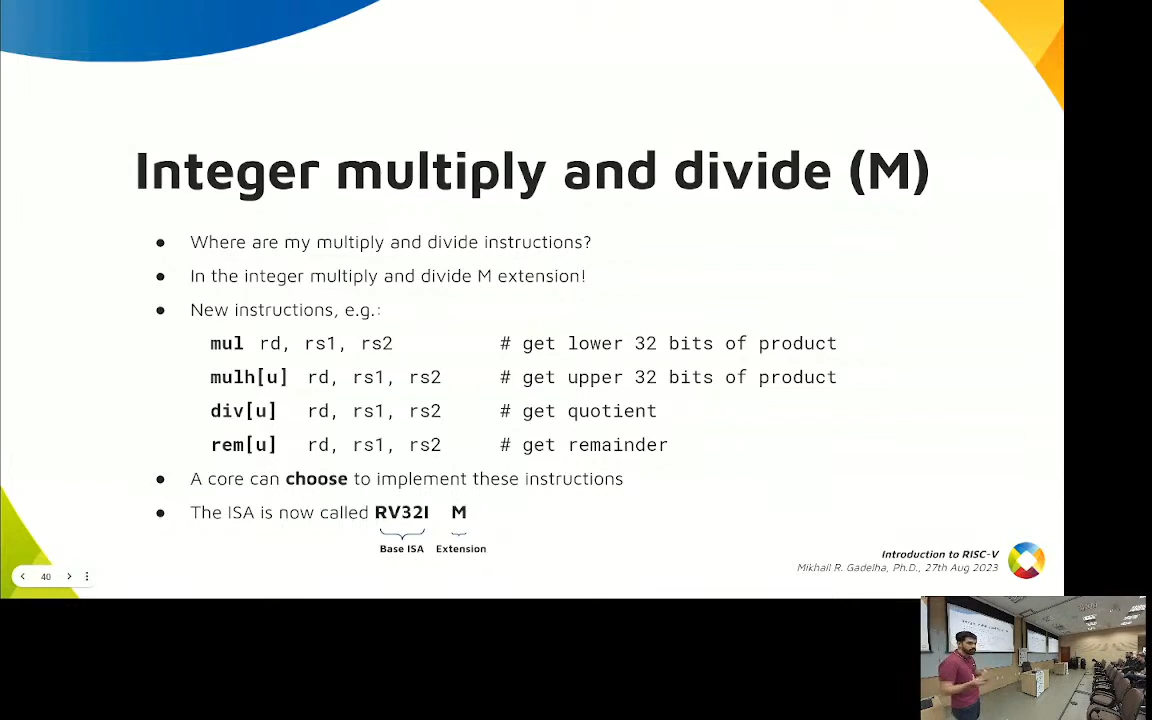 Integer multiply and divide (M)
● Where are my multiply and divide instructions?
● In the integer multiply and divide M extension!
● New instructions, e.g.:
mul rd, rs1, rs2 # get lower 32 bits of product
mulh[u] rd, rs1, rs2 # get upper 32 bits of product
div[u] rd, rs1, rs2 # get quotient
rem[u] rd, rs1, rs2 # get remainder
● A core can choose to implement these instructions
● The ISA is now called RV32I M
Base ISA Extension
Introduction to RISC-V
Mikhail R. Gadelha, Ph.D., 27th Aug 2023
40